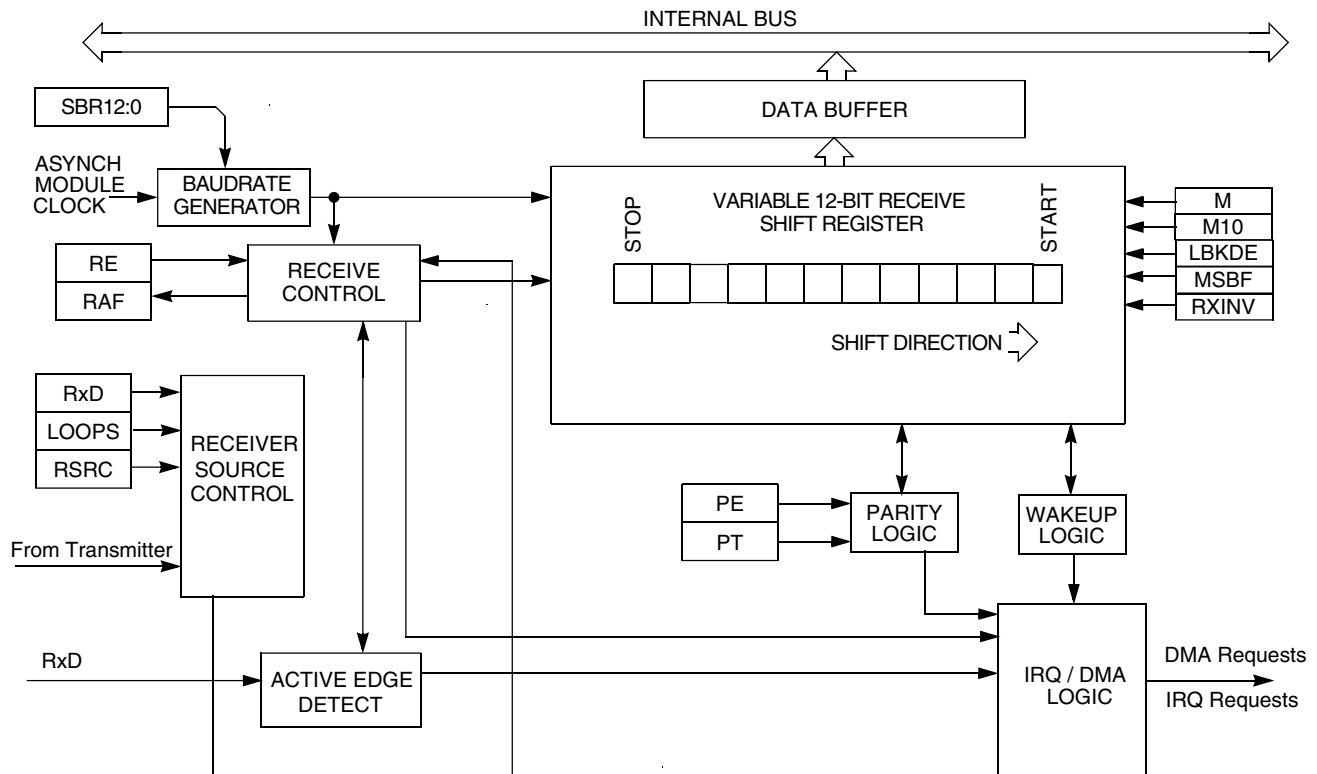 INTERNAL BUS
SBR12:0
DATA BUFFER
ASYNCH
MODULE
CLOCK
BAUDRATE
GENERATOR
VARIABLE 12-BIT RECEIVE
SHIFT REGISTER
STOP
START
M
M10
LBKDE
MSBF
RXINV
RE
RAF
RECEIVE
CONTROL
SHIFT DIRECTION
RxD
LOOPS
RSRC
RECEIVER
SOURCE
CONTROL
From Transmitter
PE
PT
PARITY
LOGIC
WAKEUP
LOGIC
RxD
ACTIVE EDGE
DETECT
IRQ / DMA
LOGIC
DMA Requests
IRQ Requests